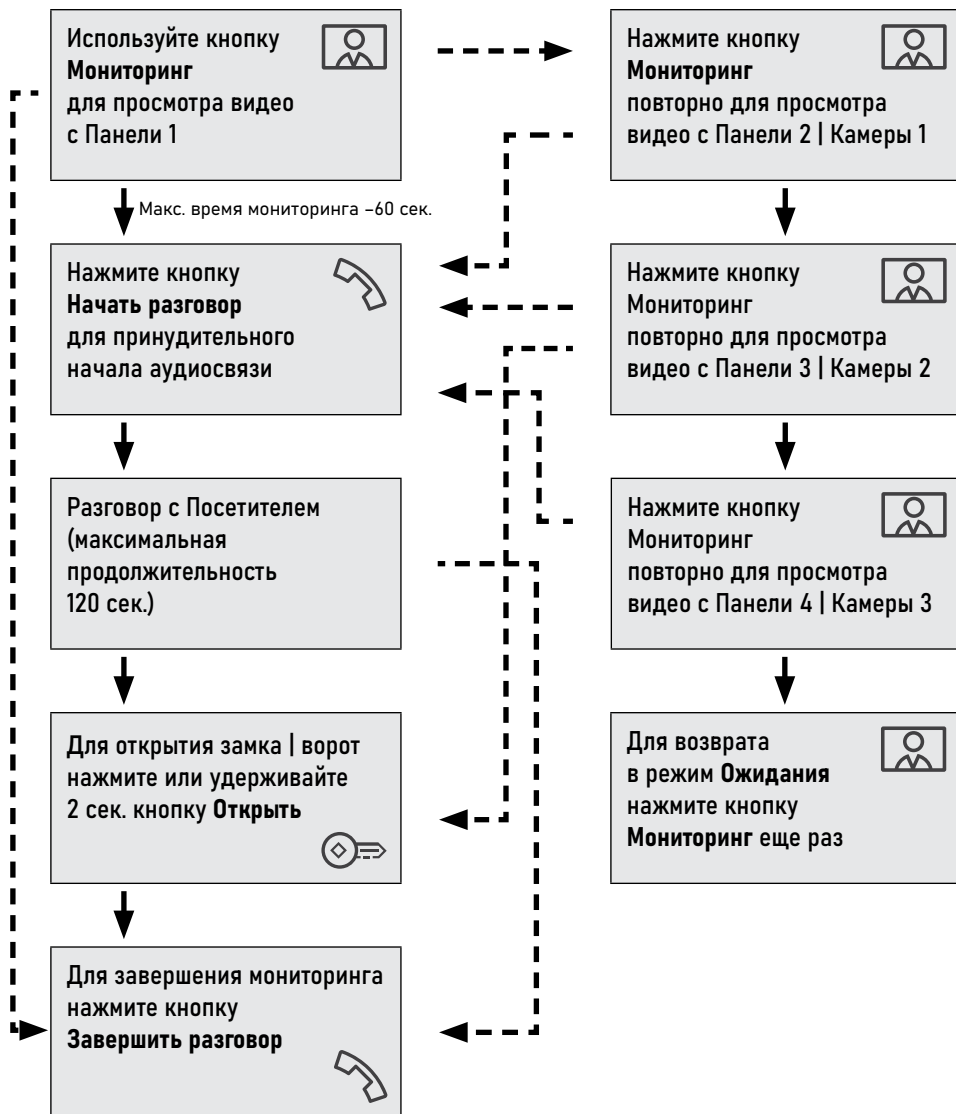 Используйте кнопку
Мониторинг
для просмотра видео
с Панели 1
Макс. время мониторинга –60 сек.
Нажмите кнопку
Начать разговор
для принудительного
начала аудиосвязи
Разговор с Посетителем
(максимальная
продолжительность
120 сек.)
Для открытия замка | ворот
нажмите или удерживайте
2 сек. кнопку Открыть
Для завершения мониторинга
нажмите кнопку
Завершить разговор
Нажмите кнопку
Мониторинг
повторно для просмотра
видео с Панели 2 | Камеры 1
Нажмите кнопку
Мониторинг
повторно для просмотра
видео с Панели 3 | Камеры 2
Нажмите кнопку
Мониторинг
повторно для просмотра
видео с Панели 4 | Камеры 3
Для возврата
в режим Ожидания
нажмите кнопку
Мониторинг еще раз